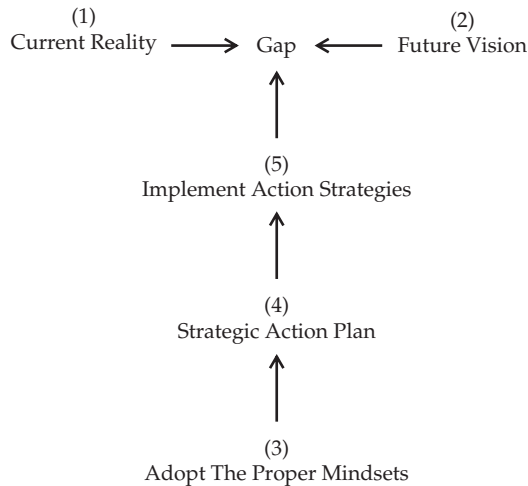 (1)
Current Reality
Gap
(2)
Future Vision
(5)
Implement Action Strategies
(4)
Strategic Action Plan
(3)
Adopt The Proper Mindsets